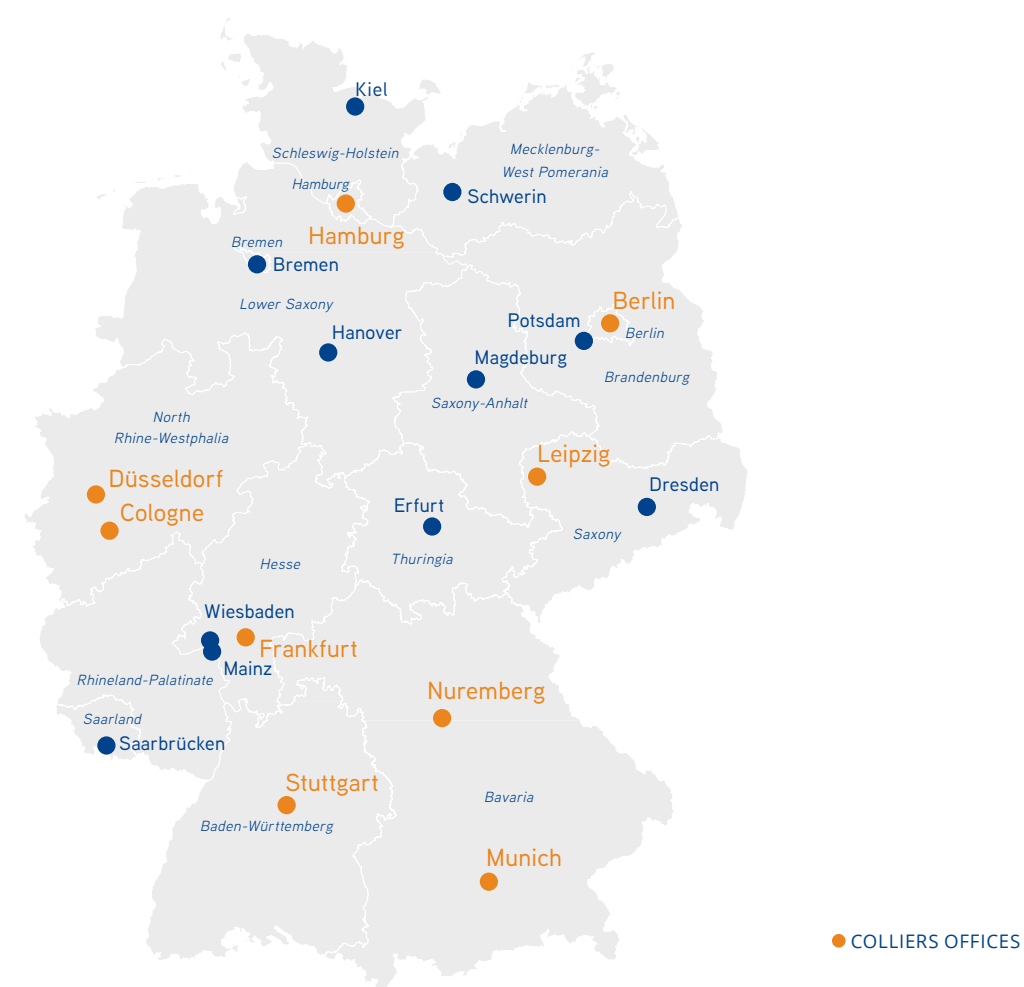 Kiel
Schleswig-Holstein
Mecklenburg-
West Pomerania
Hamburg
Schwerin
Hamburg
Bremen
Bremen
Lower Saxony
Berlin
Potsdam
Berlin
Hanover
Magdeburg
Brandenburg
Saxony-Anhalt
North
Rhine-Westphalia
Leipzig
Düsseldorf
Dresden
Cologne
Erfurt
Saxony
Thuringia
Hesse
Wiesbaden
Frankfurt
Mainz
Rhineland-Palatinate
Nuremberg
Saarland
Saarbrücken
Stuttgart
Bavaria
Baden-Württemberg
Munich
COLLIERS OFFICES